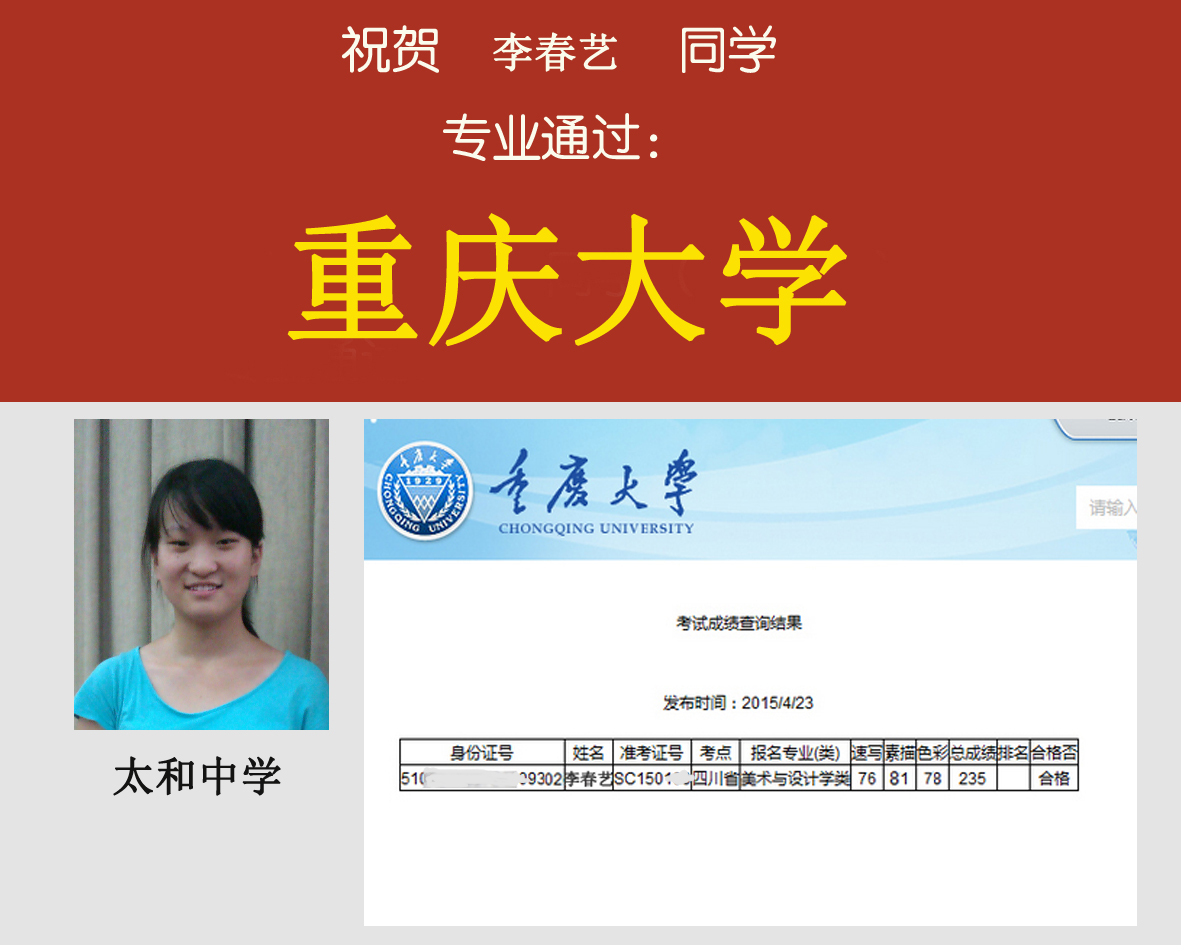 祝贺 李春艺 同学
专业通过：
重庆大学
重庆大学
CHONGQING UNIVERSITY
1929
CHONGQING UNIVERSITY
请输入
考试成绩查询结果
发布时间：2015/4/23
身份证号 姓名 准考证号 考点 报名专业(类) 速写 素描 色彩 总成绩 排名 合格否
510 09302 李春艺 SC1501 四川省 美术与设计学类 76 81 78 235 合格
太和中学